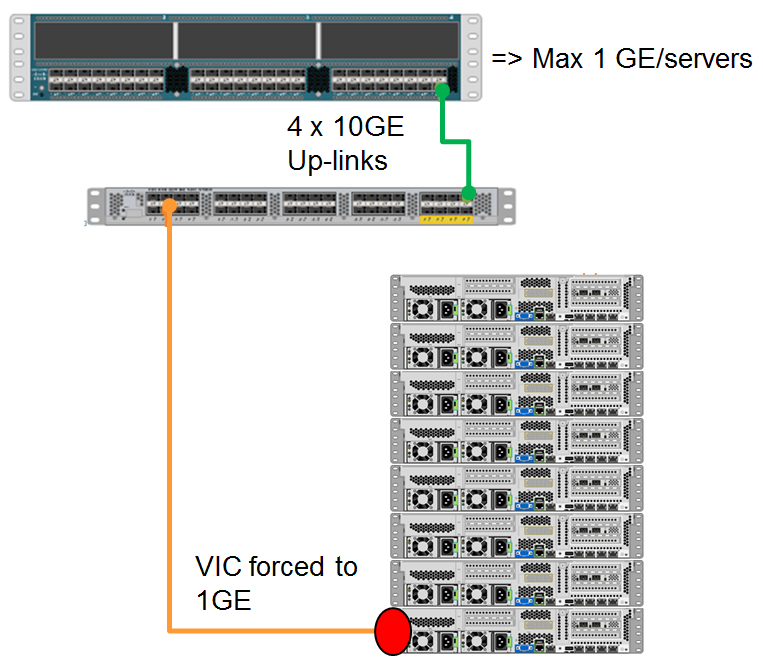 => Max 1 GE/servers
4 x 10GE
Up-links
VIC forced to
1GE